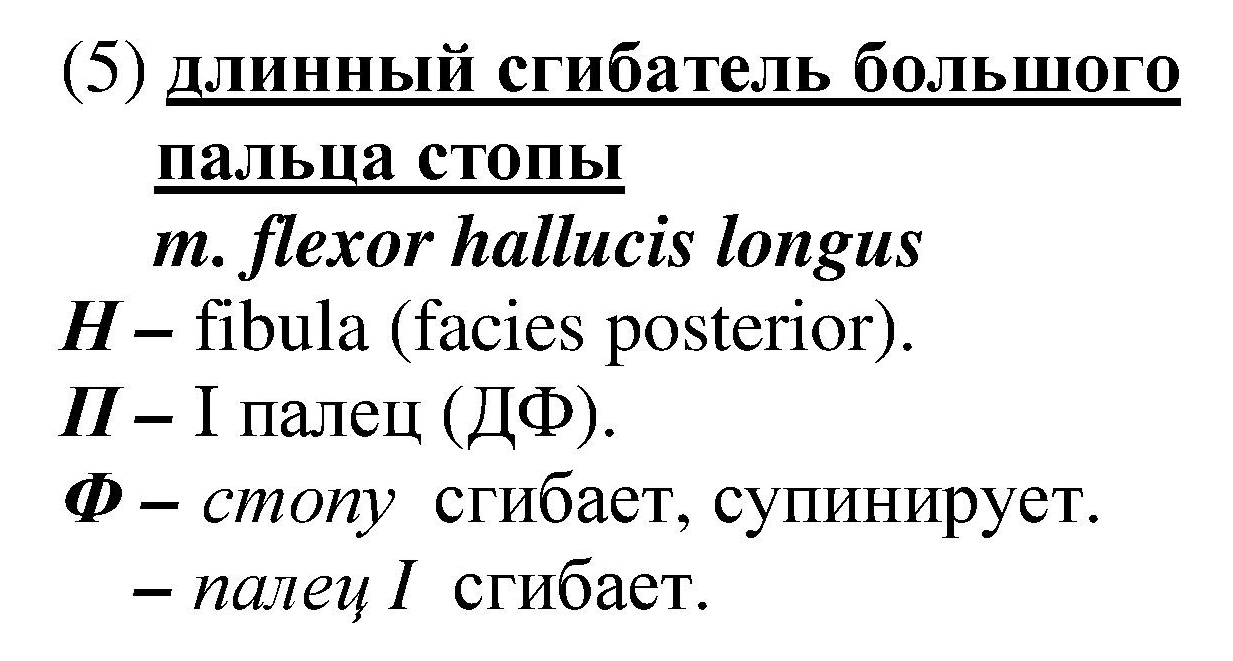 (5) длинный сгибатель большого
пальца стопы
m. flexor hallucis longus
Н – fibula (facies posterior).
П – I палец (ДФ).
Ф – стопу сгибает, супинирует.
– палец I сгибает.